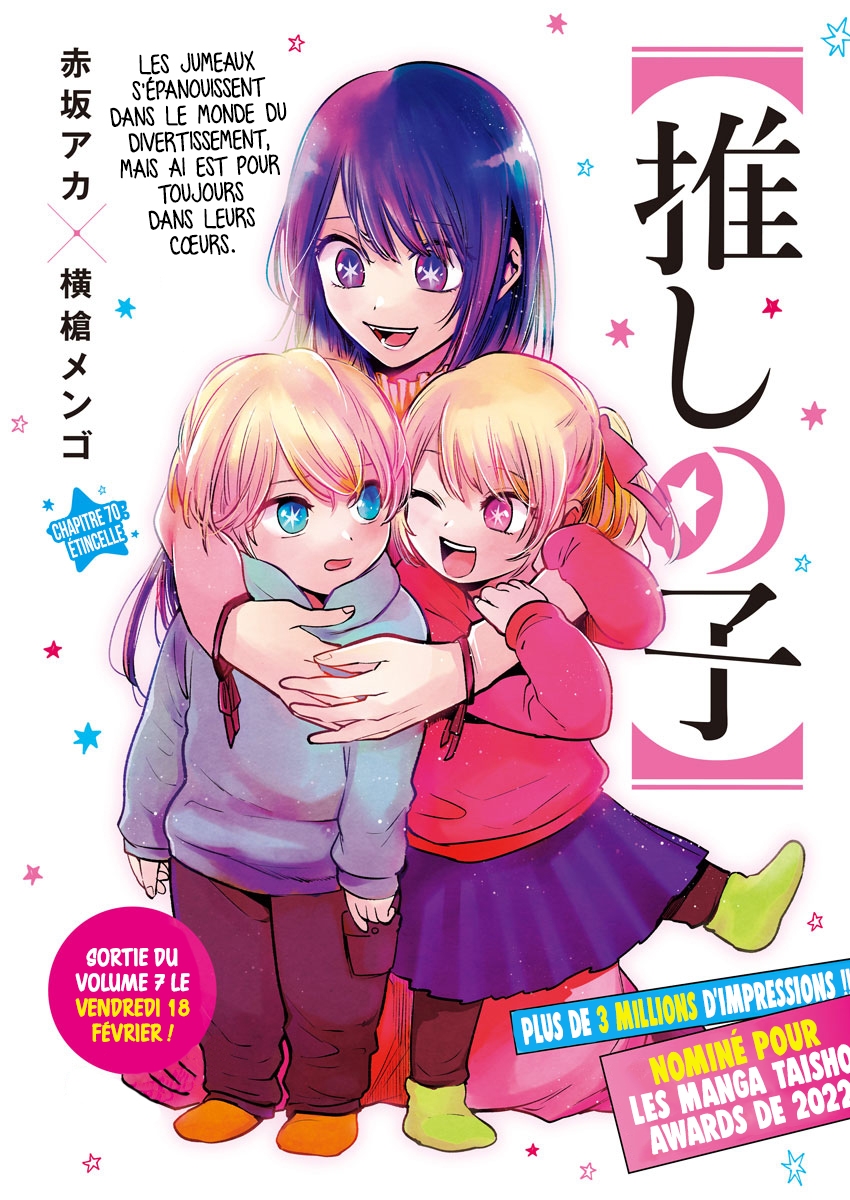 【推しの子】
赤坂アカ×横槍メンゴ
LES JUMEAUX
S'ÉPANOUISSENT
DANS LE MONDE DU
DIVERTISSEMENT,
MAIS AI EST POUR
TOUJOURS
DANS LEURS
CŒURS.
CHAPITRE 70 :
ETINCELLE
SORTIE DU
VOLUME 7 LE
VENDREDI 18
FÉVRIER !
PLUS DE 3 MILLIONS D'IMPRESSIONS !!
NOMINÉ POUR
LES MANGA TAISHO
AWARDS DE 2022